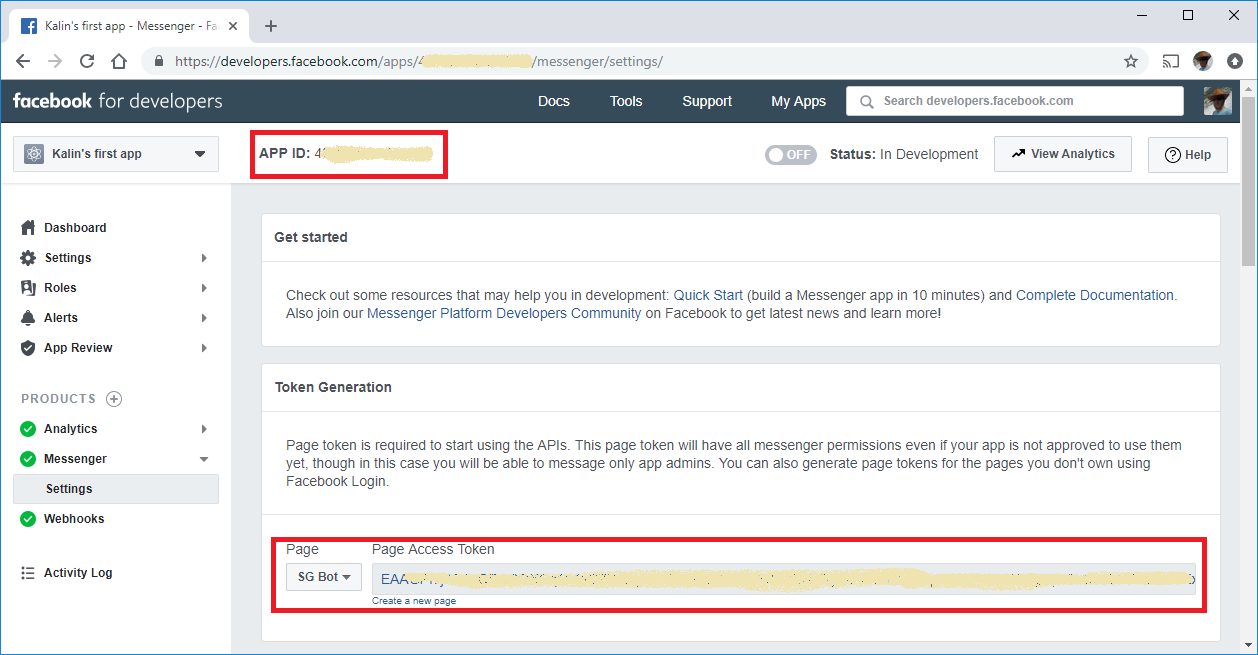 Kalin's first app - Messenger - Fa
https://developers.facebook.com/apps/4 /messenger/settings/
facebook for developers
Docs
Tools
Support
My Apps
Search developers.facebook.com
Kalin's first app
APP ID: 4
OFF
Status: In Development
View Analytics
Help
Dashboard
Settings
Roles
Alerts
App Review
PRODUCTS
Analytics
Messenger
Settings
Webhooks
Activity Log
Get started
Check out some resources that may help you in development: Quick Start (build a Messenger app in 10 minutes) and Complete Documentation.
Also join our Messenger Platform Developers Community on Facebook to get latest news and learn more!
Token Generation
Page token is required to start using the APIs. This page token will have all messenger permissions even if your app is not approved to use them
yet, though in this case you will be able to message only app admins. You can also generate page tokens for the pages you don't own using
Facebook Login.
Page
Page Access Token
SG Bot
Create a new page